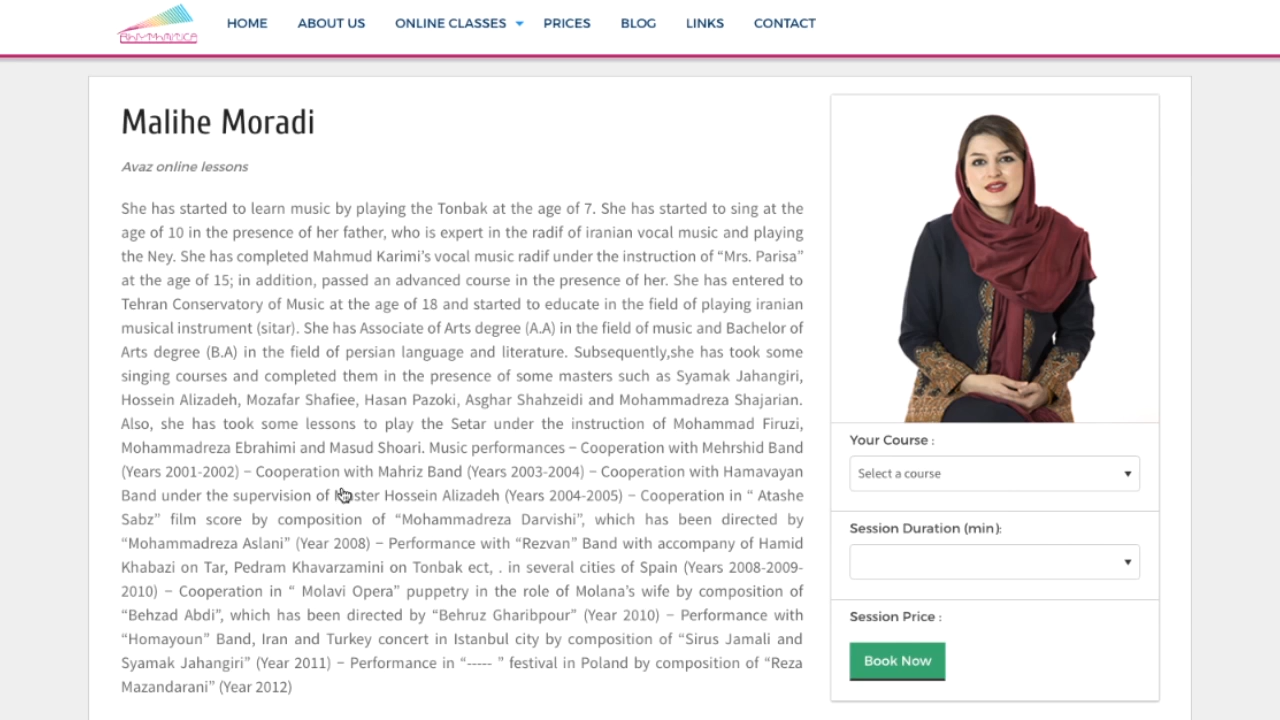 HOME ABOUT US ONLINE CLASSES PRICES BLOG LINKS CONTACT
Malihe Moradi
Avaz online lessons
She has started to learn music by playing the Tonbak at the age of 7. She has started to sing at the
age of 10 in the presence of her father, who is expert in the radif of iranian vocal music and playing
the Ney. She has completed Mahmud Karimi’s vocal music radif under the instruction of “Mrs. Parisa”
at the age of 15; in addition, passed an advanced course in the presence of her. She has entered to
Tehran Conservatory of Music at the age of 18 and started to educate in the field of playing iranian
musical instrument (sitar). She has Associate of Arts degree (A.A) in the field of music and Bachelor of
Arts degree (B.A) in the field of persian language and literature. Subsequently,she has took some
singing courses and completed them in the presence of some masters such as Syamak Jahangiri,
Hossein Alizadeh, Mozafar Shafiee, Hasan Pazoki, Asghar Shahzeidi and Mohammadreza Shajarian.
Also, she has took some lessons to play the Setar under the instruction of Mohammad Firuzi,
Mohammadreza Ebrahimi and Masud Shoari. Music performances – Cooperation with Mehrshid Band
(Years 2001-2002) – Cooperation with Mahriz Band (Years 2003-2004) – Cooperation with Hamavayan
Band under the supervision of Master Hossein Alizadeh (Years 2004-2005) – Cooperation in “ Atashe
Sabz” film score by composition of “Mohammadreza Darvishi”, which has been directed by
“Mohammadreza Aslani” (Year 2008) – Performance with “Rezvan” Band with accompany of Hamid
Khabazi on Tar, Pedram Khavarzamini on Tonbak ect, . in several cities of Spain (Years 2008-2009-
2010) – Cooperation in “ Molavi Opera” puppetry in the role of Molana’s wife by composition of
“Behzad Abdi”, which has been directed by “Behruz Gharibpour” (Year 2010) – Performance with
“Homayoun” Band, Iran and Turkey concert in Istanbul city by composition of “Sirus Jamali and
Syamak Jahangiri” (Year 2011) – Performance in “----- ” festival in Poland by composition of “Reza
Mazandarani” (Year 2012)
Your Course :
Select a course
Session Duration (min):
Session Price :
Book Now